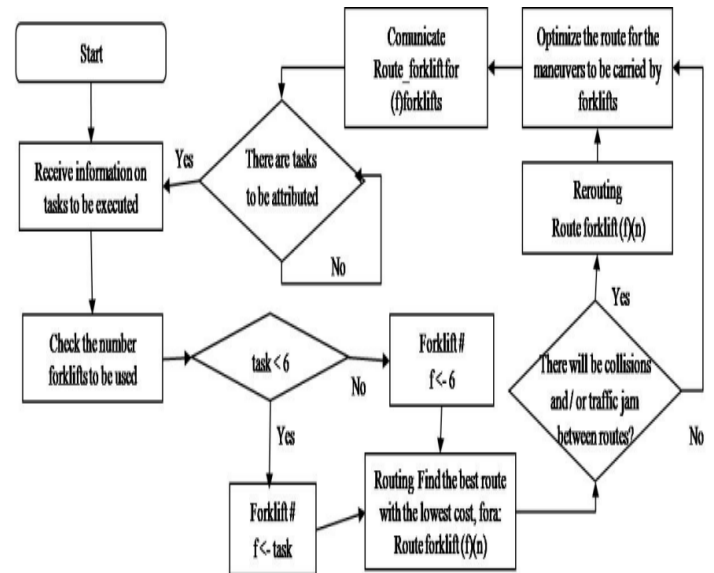 Start
Receive information on
tasks to be executed
Check the number
forklifts to be used
task < 6
Yes
No
Forklift #
f <- task
Forklift #
f <- 6
Routing Find the best route
with the lowest cost, fora:
Route forklift (f)(n)
There will be collisions
and / or traffic jam
between routes?
Yes
No
Rerouting
Route forklift (f)(n)
Optimize the route for the
maneuvers to be carried by
forklifts
Comunicate
Route_forklift for
(f)forklifts
There are tasks
to be attributed
Yes
No